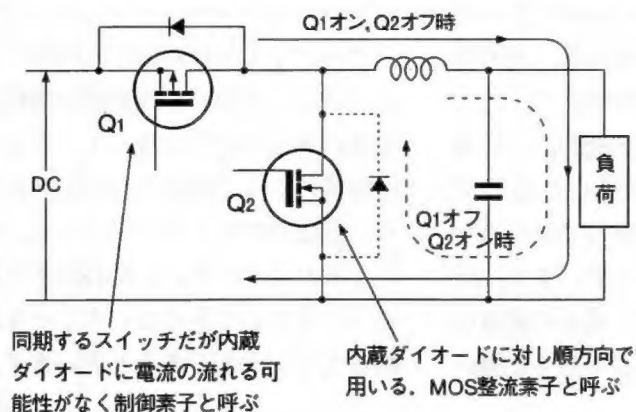 Q1オン,Q2オフ時
Q1
DC
Q2
Q1オフ
Q2オン時
負
荷
同期するスイッチだが内蔵
ダイオードに電流の流れる可
能性がなく制御素子と呼ぶ
内蔵ダイオードに対し順方向で
用いる．MOS整流素子と呼ぶ